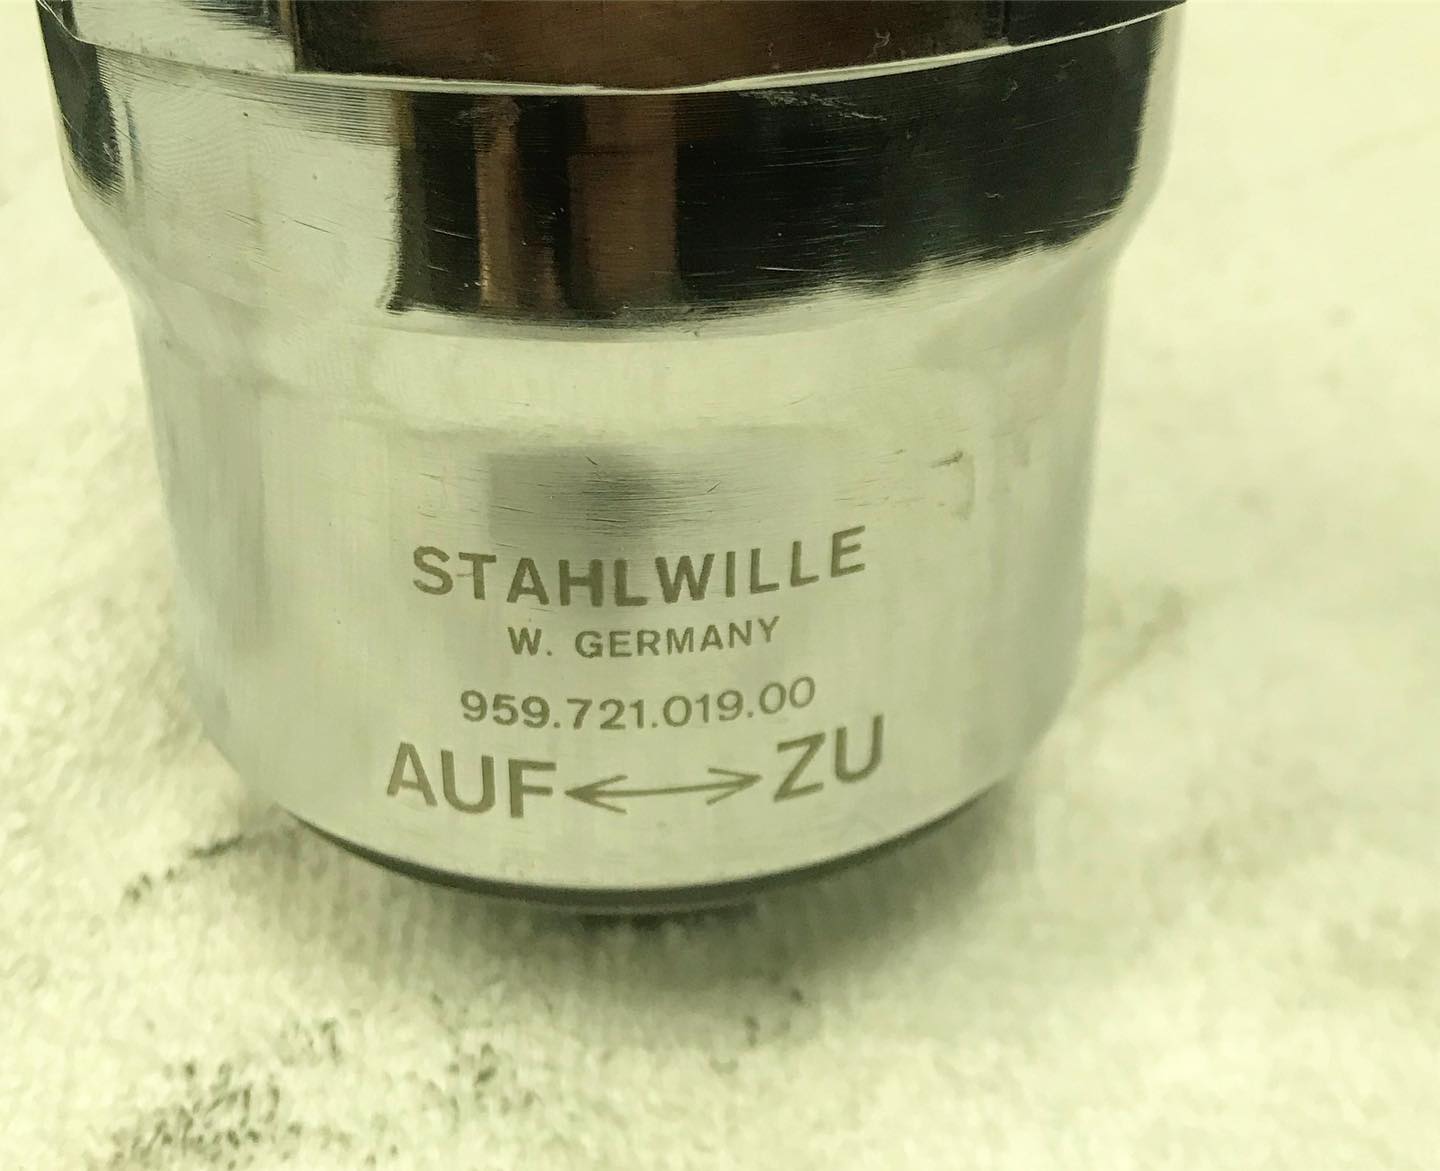 STAHLWILLE
W. GERMANY
959.721.019.00
AUF⟷ZU